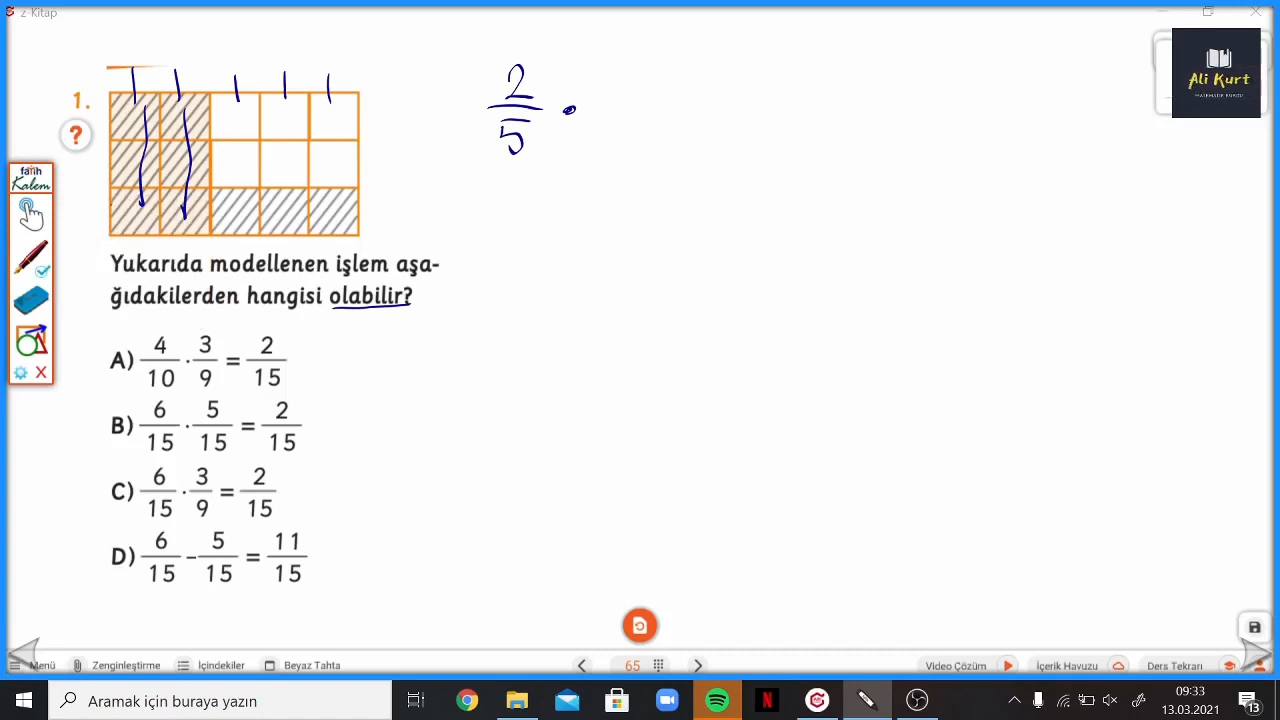 z-Kitap
Ali Kurt
2/5 ·
1.
?
fatih
Kalem
Yukarıda modellenen işlem aşa-
ğıdakilerden hangisi olabilir?
A) 4/10 · 3/9 = 2/15
B) 6/15 · 5/15 = 2/15
C) 6/15 · 3/9 = 2/15
D) 6/15 - 5/15 = 11/15
Menü Zenginleştirme İçindekiler Beyaz Tahta 65 Video Çözüm İçerik Havuzu Ders Tekrarı
Aramak için buraya yazın
09:33
13.03.2021
13